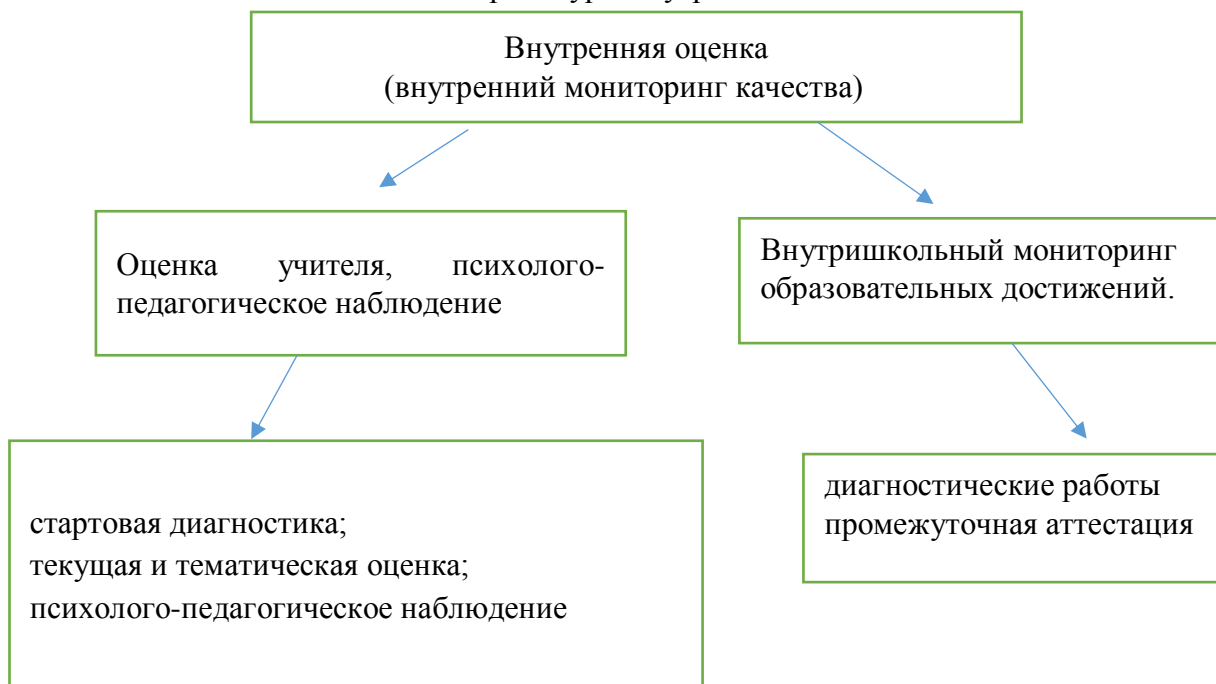 Внутренняя оценка
(внутренний мониторинг качества)
Оценка учителя, психолого-
педагогическое наблюдение
Внутришкольный мониторинг
образовательных достижений.
стартовая диагностика;
текущая и тематическая оценка;
психолого-педагогическое наблюдение
диагностические работы
промежуточная аттестация